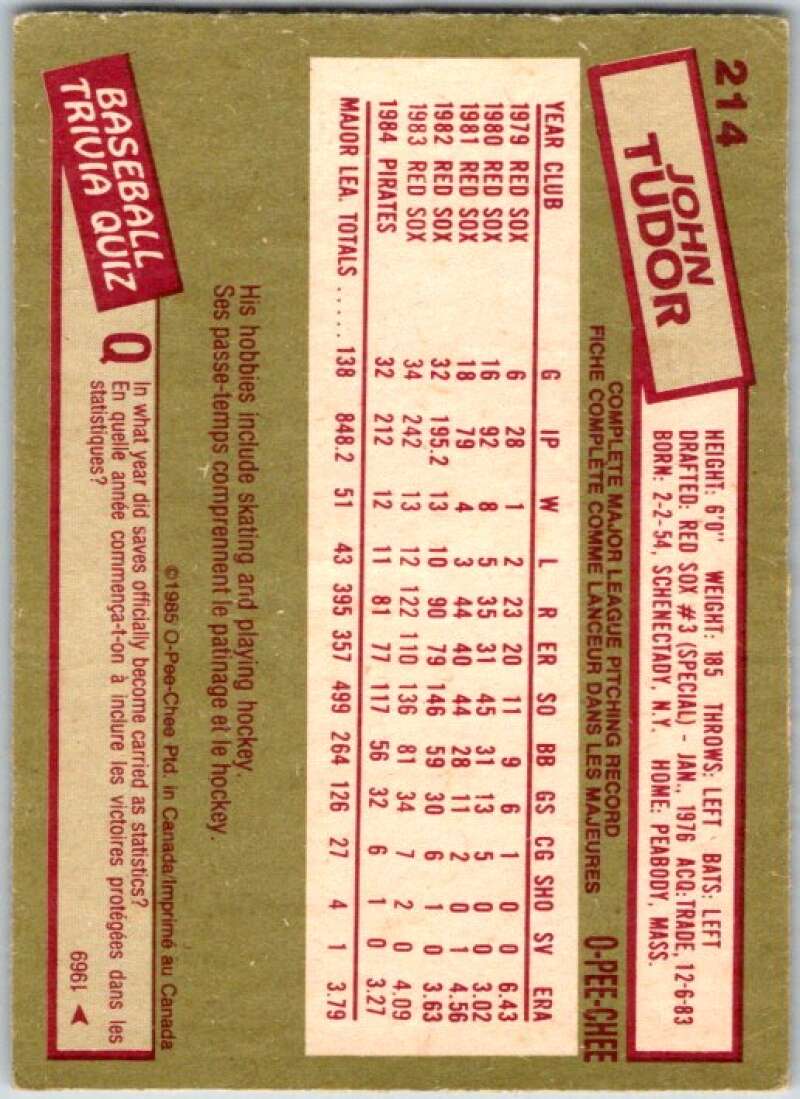 214
JOHN
TUDOR
HEIGHT: 6'0" WEIGHT: 185 THROWS: LEFT BATS: LEFT
DRAFTED: RED SOX #3 (SPECIAL) - JAN., 1976 ACQ: TRADE, 12-6-83
BORN: 2-2-54, SCHENECTADY, N.Y. HOME: PEABODY, MASS.
COMPLETE MAJOR LEAGUE PITCHING RECORD
FICHE COMPLÈTE COMME LANCEUR DANS LES MAJEURES
O-PEE-CHEE
YEAR CLUB G IP W L R ER SO BB GS CG SHO SV ERA
1979 RED SOX 6 28 1 2 23 20 11 9 6 1 0 0 6.43
1980 RED SOX 16 92 8 5 35 31 45 31 13 5 0 0 3.02
1981 RED SOX 18 79 4 3 44 40 44 28 11 2 0 1 4.56
1982 RED SOX 32 195.2 13 10 90 79 146 59 30 6 1 0 3.63
1983 RED SOX 34 242 13 12 122 110 136 81 34 7 2 0 4.09
1984 PIRATES 32 212 12 11 81 77 117 56 32 6 1 0 3.27
MAJOR LEA. TOTALS ..... 138 848.2 51 43 395 357 499 264 126 27 4 1 3.79
His hobbies include skating and playing hockey.
Ses passe-temps comprennent le patinage et le hockey.
©1985 O-Pee-Chee Ptd. in Canada/Imprimé au Canada
BASEBALL
TRIVIA QUIZ
Q
In what year did saves officially become carried as statistics?
En quelle année commença-t-on à inclure les victoires protégées dans les
statistiques?
1969